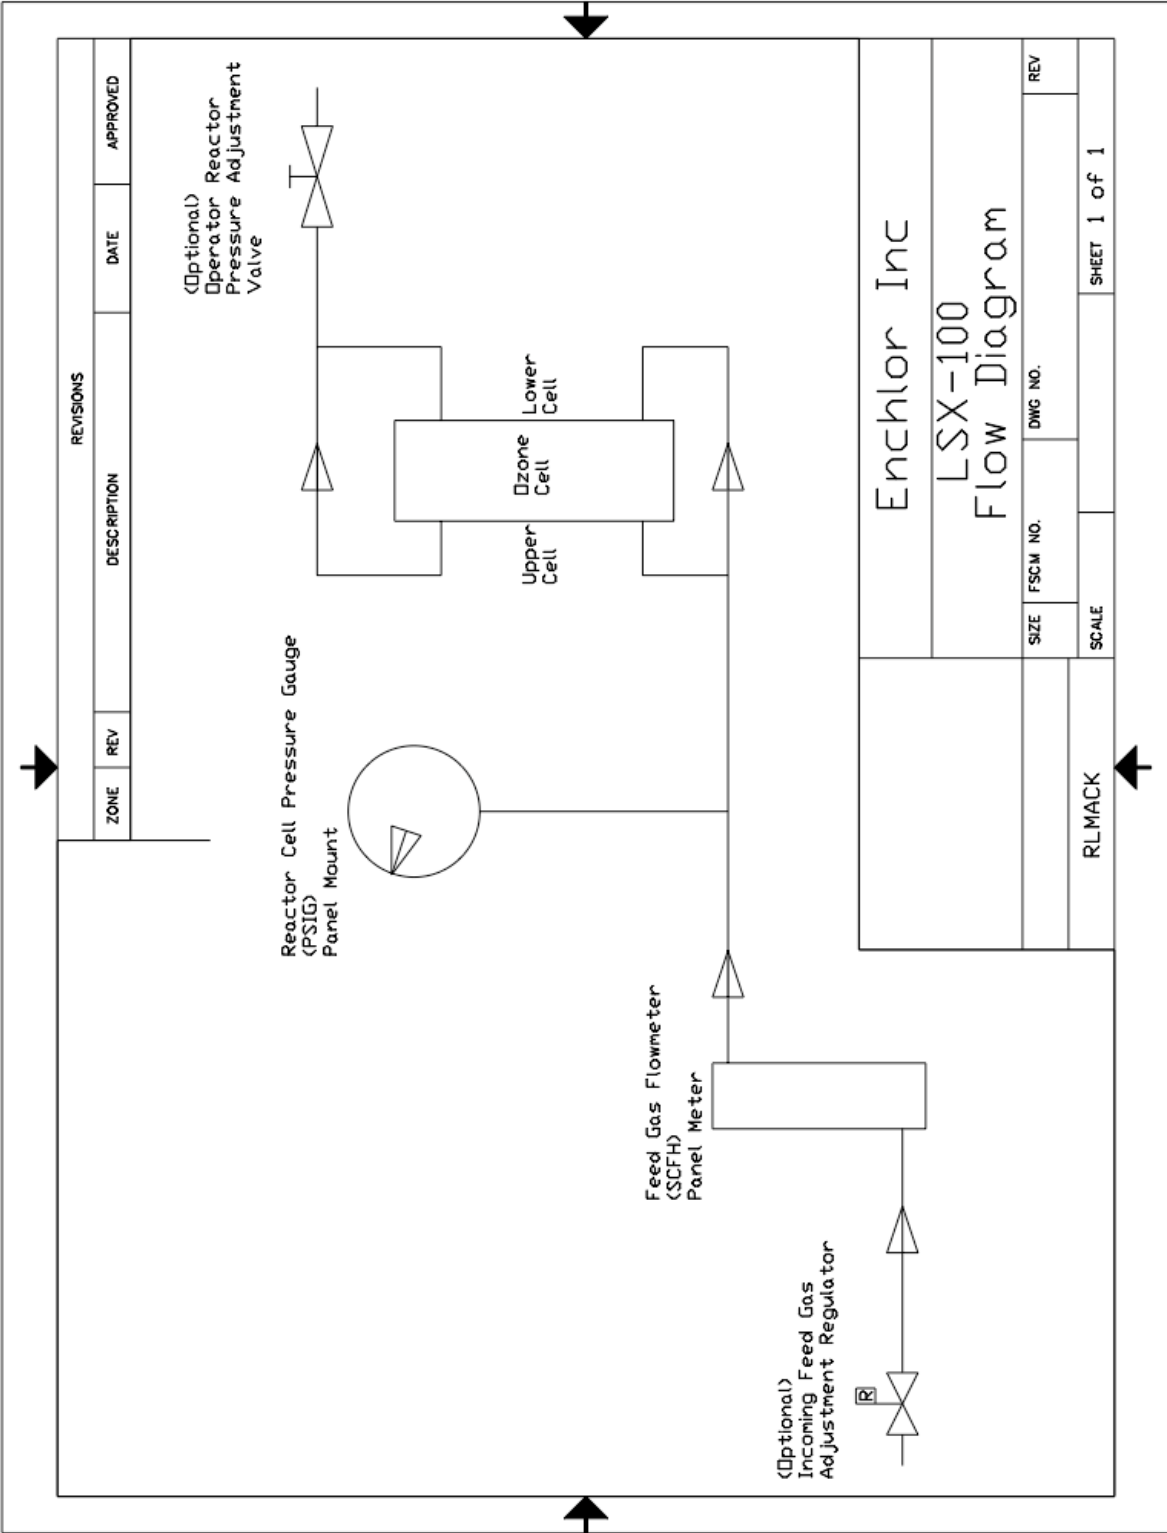 REVISIONS
ZONE
REV
DESCRIPTION
DATE
APPROVED
(Optional)
Operator Reactor
Pressure Adjustment
Valve
Reactor Cell Pressure Gauge
(PSIG)
Panel Mount
Upper
Cell
Ozone
Cell
Lower
Cell
Feed Gas Flowmeter
(SCFH)
Panel Meter
(Optional)
Incoming Feed Gas
Adjustment Regulator
R
Enchlor Inc
LSX-100
Flow Diagram
SIZE
FSCM NO.
DWG NO.
REV
SCALE
SHEET 1 of 1
RLMACK